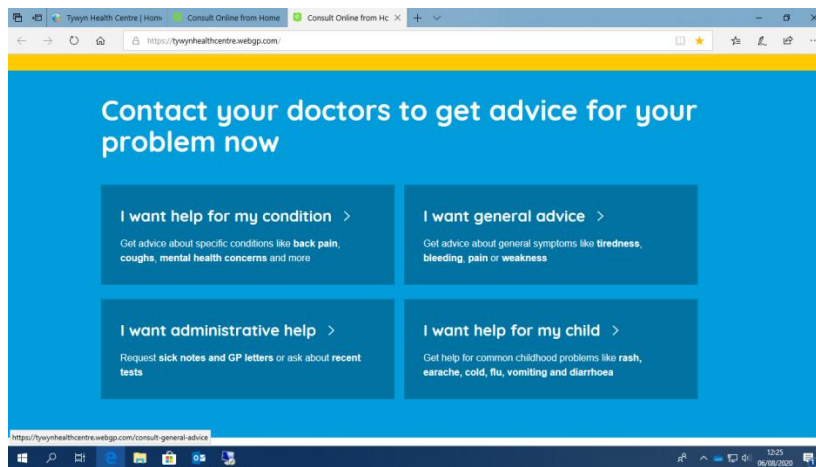 Tywyn Health Centre | Hom
Consult Online from Home
Consult Online from Hc
https://tywynhealthcentre.webgp.com/
Contact your doctors to get advice for your
problem now
I want help for my condition >
Get advice about specific conditions like back pain,
coughs, mental health concerns and more
I want general advice >
Get advice about general symptoms like tiredness,
bleeding, pain or weakness
I want administrative help >
Request sick notes and GP letters or ask about recent
tests
I want help for my child >
Get help for common childhood problems like rash,
earache, cold, flu, vomiting and diarrhoea
https://tywynhealthcentre.webgp.com/consult-general-advice
12:25
06/08/2020